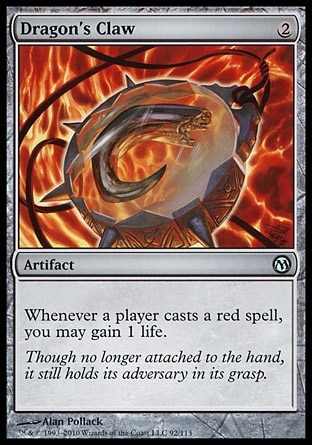 Dragon's Claw 2
Artifact
Whenever a player casts a red spell,
you may gain 1 life.
Though no longer attached to the hand,
it still holds its adversary in its grasp.
Alan Pollack
™ & © 1993–2010 Wizards of the Coast LLC 92/113